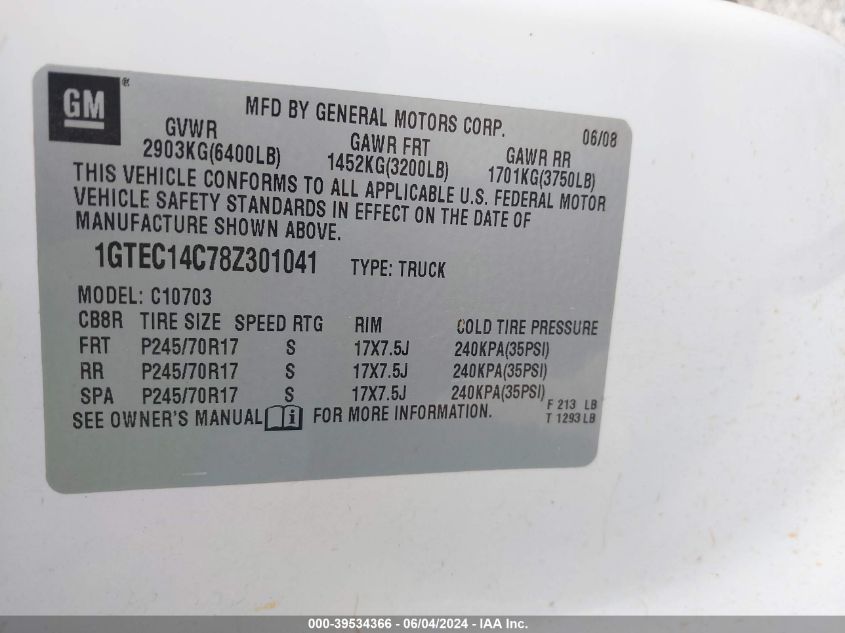 GM ®
MFD BY GENERAL MOTORS CORP. 06/08
GVWR GAWR FRT GAWR RR
2903KG(6400LB) 1452KG(3200LB) 1701KG(3750LB)
THIS VEHICLE CONFORMS TO ALL APPLICABLE U.S. FEDERAL MOTOR
VEHICLE SAFETY STANDARDS IN EFFECT ON THE DATE OF
MANUFACTURE SHOWN ABOVE.
1GTEC14C78Z301041 TYPE: TRUCK
MODEL: C10703
CB8R TIRE SIZE SPEED RTG RIM COLD TIRE PRESSURE
FRT P245/70R17 S 17X7.5J 240KPA(35PSI)
RR P245/70R17 S 17X7.5J 240KPA(35PSI)
SPA P245/70R17 S 17X7.5J 240KPA(35PSI)
SEE OWNER'S MANUAL i FOR MORE INFORMATION.
F 213 LB
T 1293 LB
000-39534366 - 06/04/2024 - IAA Inc.